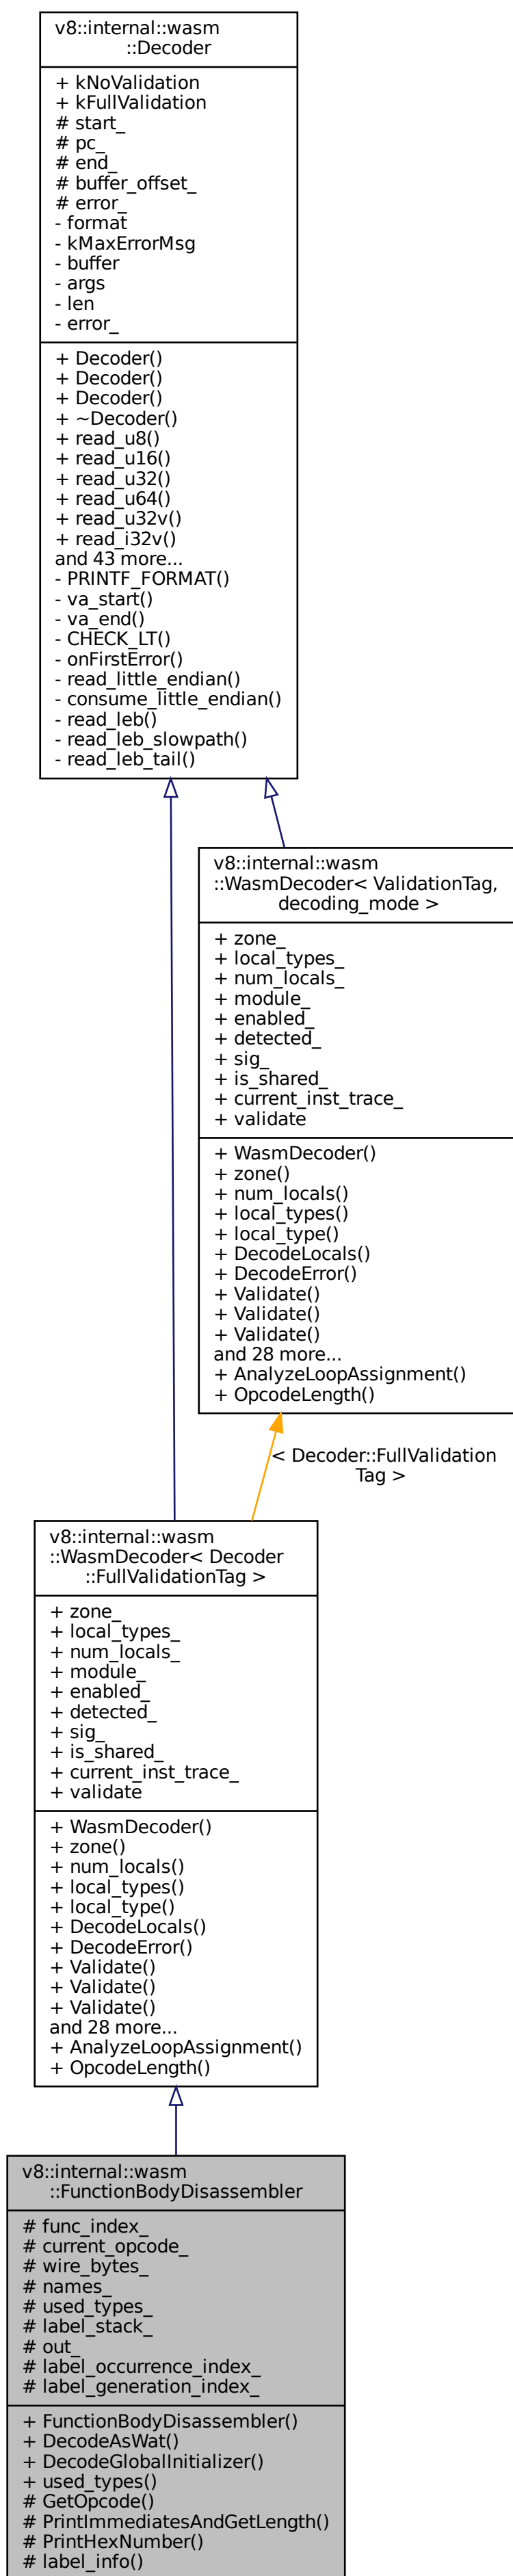 v8::internal::wasm
::Decoder
+ kNoValidation
+ kFullValidation
# start_
# pc_
# end_
# buffer_offset_
# error_
- format
- kMaxErrorMsg
- buffer
- args
- len
- error_
+ Decoder()
+ Decoder()
+ Decoder()
+ ~Decoder()
+ read_u8()
+ read_u16()
+ read_u32()
+ read_u64()
+ read_u32v()
+ read_i32v()
and 43 more...
- PRINTF_FORMAT()
- va_start()
- va_end()
- CHECK_LT()
- onFirstError()
- read_little_endian()
- consume_little_endian()
- read_leb()
- read_leb_slowpath()
- read_leb_tail()
v8::internal::wasm
::WasmDecoder< ValidationTag,
decoding_mode >
+ zone_
+ local_types_
+ num_locals_
+ module_
+ enabled_
+ detected_
+ sig_
+ is_shared_
+ current_inst_trace_
+ validate
+ WasmDecoder()
+ zone()
+ num_locals()
+ local_types()
+ local_type()
+ DecodeLocals()
+ DecodeError()
+ Validate()
+ Validate()
+ Validate()
and 28 more...
+ AnalyzeLoopAssignment()
+ OpcodeLength()
< Decoder::FullValidation
Tag >
v8::internal::wasm
::WasmDecoder< Decoder
::FullValidationTag >
+ zone_
+ local_types_
+ num_locals_
+ module_
+ enabled_
+ detected_
+ sig_
+ is_shared_
+ current_inst_trace_
+ validate
+ WasmDecoder()
+ zone()
+ num_locals()
+ local_types()
+ local_type()
+ DecodeLocals()
+ DecodeError()
+ Validate()
+ Validate()
+ Validate()
and 28 more...
+ AnalyzeLoopAssignment()
+ OpcodeLength()
v8::internal::wasm
::FunctionBodyDisassembler
# func_index_
# current_opcode_
# wire_bytes_
# names_
# used_types_
# label_stack_
# out_
# label_occurrence_index_
# label_generation_index_
+ FunctionBodyDisassembler()
+ DecodeAsWat()
+ DecodeGlobalInitializer()
+ used_types()
# GetOpcode()
# PrintImmediatesAndGetLength()
# PrintHexNumber()
# label_info()